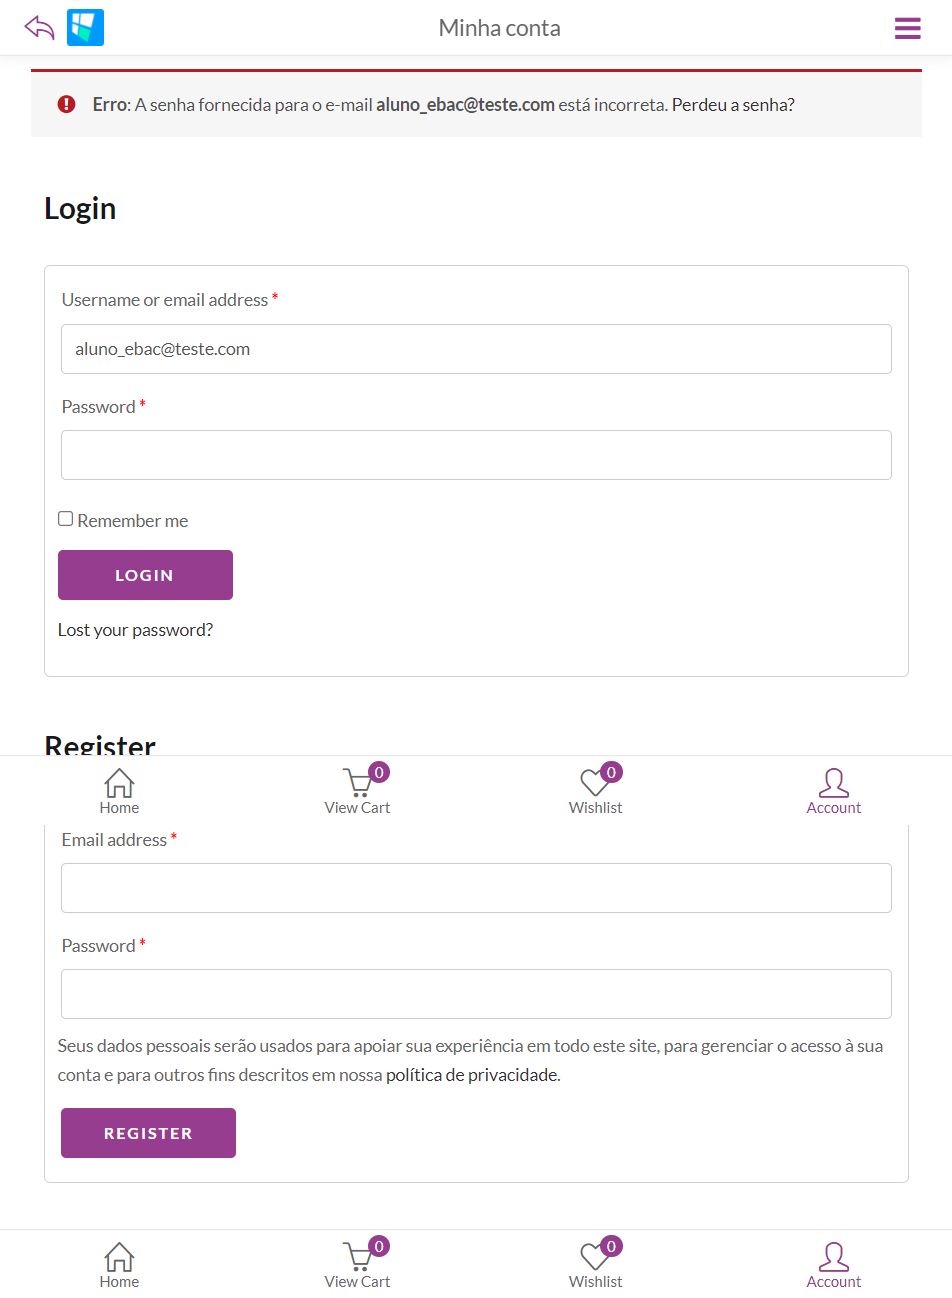 Minha conta
Erro: A senha fornecida para o e-mail aluno_ebac@teste.com está incorreta. Perdeu a senha?
Login
Username or email address *
aluno_ebac@teste.com
Password *
Remember me
LOGIN
Lost your password?
Register
0
0
Home
View Cart
Wishlist
Account
Email address *
Password *
Seus dados pessoais serão usados para apoiar sua experiência em todo este site, para gerenciar o acesso à sua
conta e para outros fins descritos em nossa política de privacidade.
REGISTER
0
0
Home
View Cart
Wishlist
Account